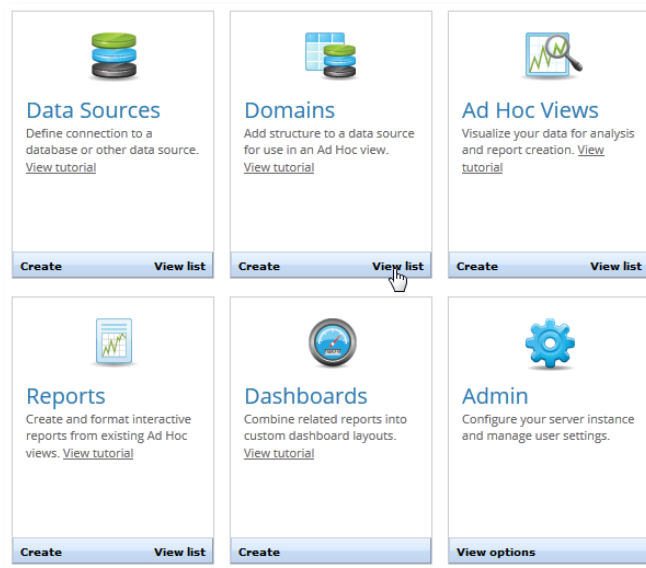 Data Sources
Define connection to a
database or other data source.
View tutorial
Create View list
Domains
Add structure to a data source
for use in an Ad Hoc view.
View tutorial
Create View list
Ad Hoc Views
Visualize your data for analysis
and report creation. View
tutorial
Create View list
Reports
Create and format interactive
reports from existing Ad Hoc
views. View tutorial
Create View list
Dashboards
Combine related reports into
custom dashboard layouts.
View tutorial
Create
Admin
Configure your server instance
and manage user settings.
View options